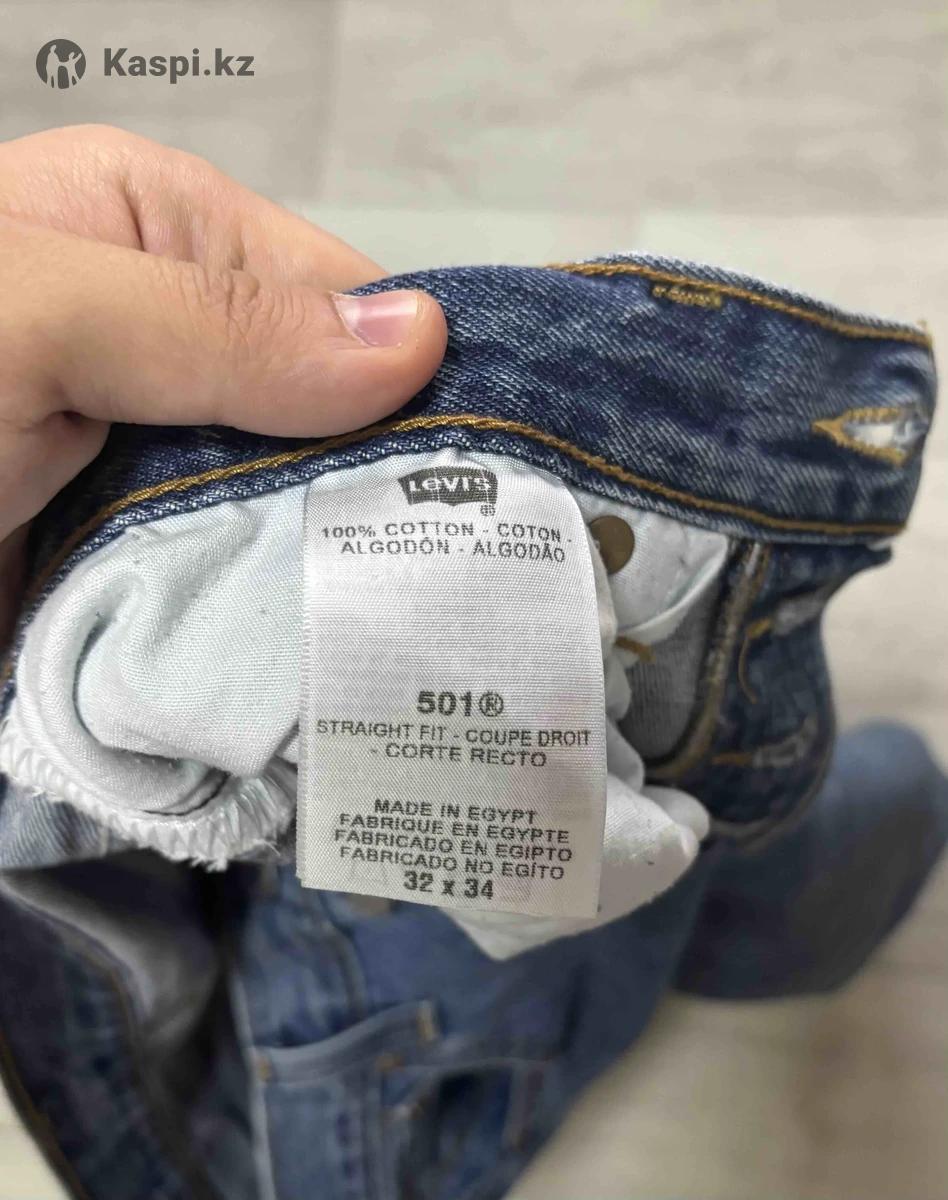 Kaspi.kz
LEVI'S
®
100% COTTON - COTON -
ALGODÓN - ALGODÃO
501®
STRAIGHT FIT - COUPE DROIT
- CORTE RECTO
MADE IN EGYPT
FABRIQUE EN EGYPTE
FABRICADO EN EGIPTO
FABRICADO NO EGÍTO
32 x 34